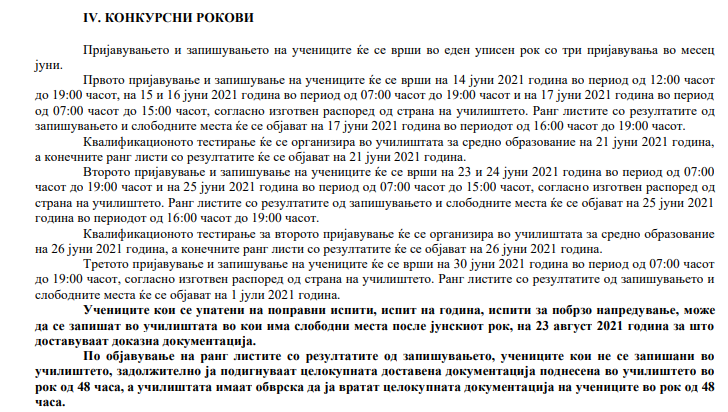 IV. КОНКУРСНИ РОКОВИ
Пријавувањето и запишувањето на учениците ќе се врши во еден уписен рок со три пријавувања во месец
јуни.
Првото пријавување и запишување на учениците ќе се врши на 14 јуни 2021 година во период од 12:00 часот
до 19:00 часот, на 15 и 16 јуни 2021 година во период од 07:00 часот до 19:00 часот и на 17 јуни 2021 година во период
од 07:00 часот до 15:00 часот, согласно изготвен распоред од страна на училиштето. Ранг листите со резултатите од
запишувањето и слободните места ќе се објават на 17 јуни 2021 година во периодот од 16:00 часот до 19:00 часот.
Квалификационото тестирање ќе се организира во училиштата за средно образование на 21 јуни 2021 година,
а конечните ранг листи со резултатите ќе се објават на 21 јуни 2021 година.
Второто пријавување и запишување на учениците ќе се врши на 23 и 24 јуни 2021 година во период од 07:00
часот до 19:00 часот и на 25 јуни 2021 година во период од 07:00 часот до 15:00 часот, согласно изготвен распоред од
страна на училиштето. Ранг листите со резултатите од запишувањето и слободните места ќе се објават на 25 јуни 2021
година во периодот од 16:00 часот до 19:00 часот.
Квалификационото тестирање за второто пријавување ќе се организира во училиштата за средно образование
на 26 јуни 2021 година, а конечните ранг листи со резултатите ќе се објават на 26 јуни 2021 година.
Третото пријавување и запишување на учениците ќе се врши на 30 јуни 2021 година во период од 07:00 часот
до 19:00 часот, согласно изготвен распоред од страна на училиштето. Ранг листите со резултатите од запишувањето и
слободните места ќе се објават на 1 јули 2021 година.
Учениците кои се упатени на поправни испити, испит на година, испити за побрзо напредување, може
да се запишат во училиштата во кои има слободни места после јунскиот рок, на 23 август 2021 година за што
доставуваат доказна документација.
По објавување на ранг листите со резултатите од запишувањето, учениците кои не се запишани во
училиштето, задолжително ја подигнуваат целокупната доставена документација поднесена во училиштето во
рок од 48 часа, а училиштата имаат обврска да ја вратат целокупната документација на учениците во рок од 48
часа.